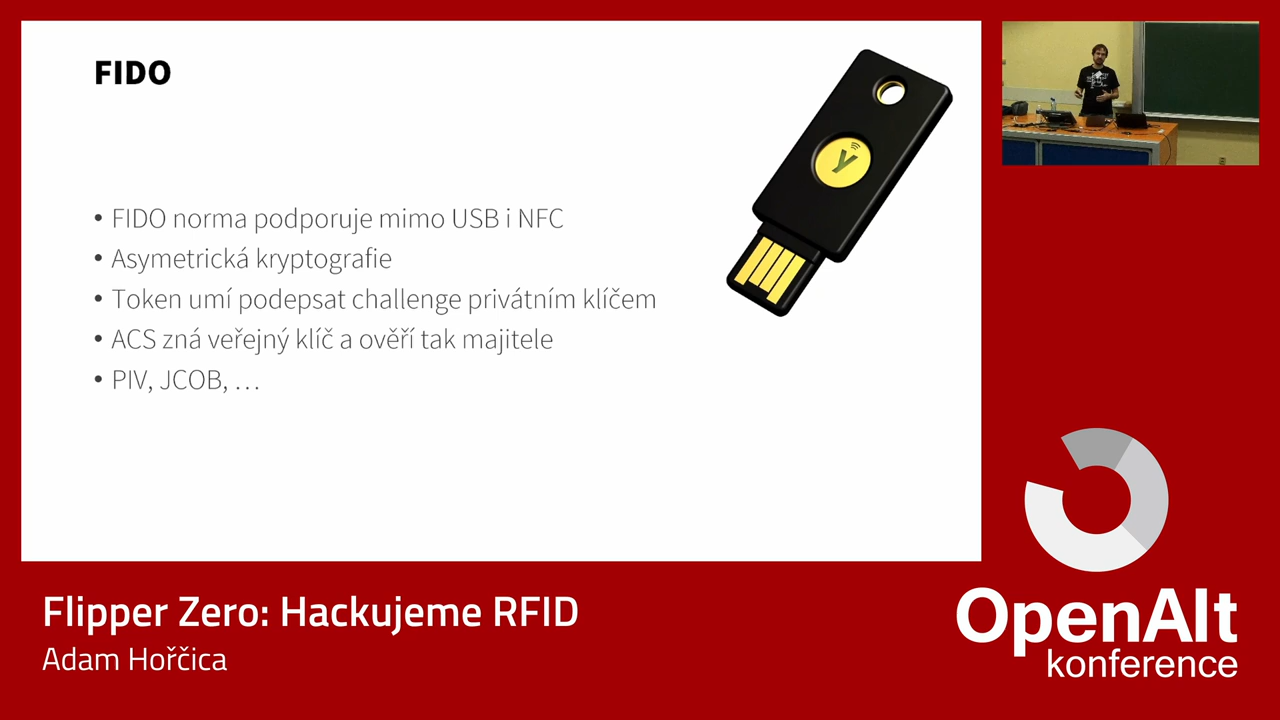 FIDO
• FIDO norma podporuje mimo USB i NFC
• Asymetrická kryptografie
• Token umí podepsat challenge privátním klíčem
• ACS zná veřejný klíč a ověří tak majitele
• PIV, JCOB, …
y
Flipper Zero: Hackujeme RFID
Adam Hořčica
OpenAlt
konference